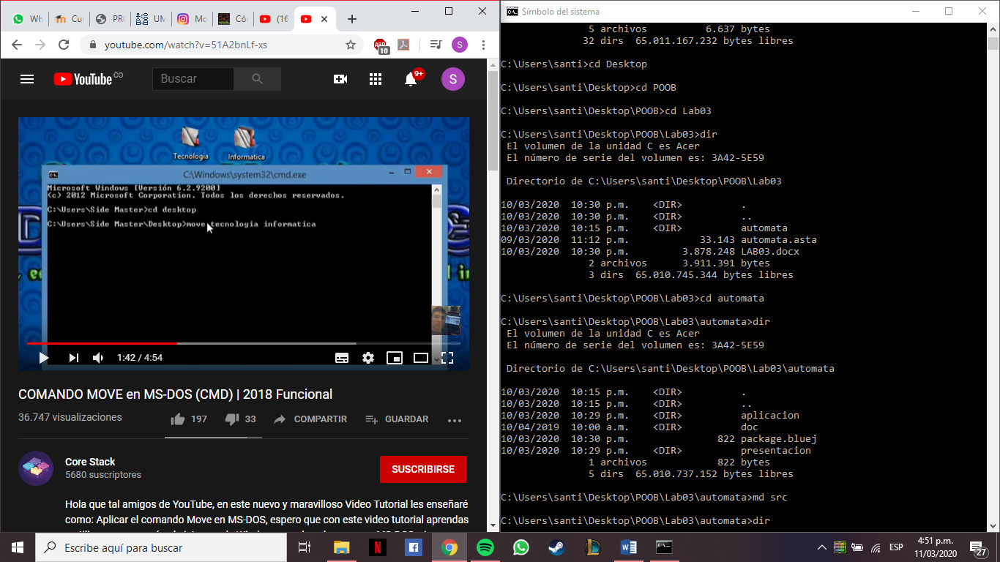 Wh
Cu
PRO
UM
Mc
Có
(16
youtube.com/watch?v=51A2bnLf-xs
ABP
10
S
YouTube CO
Buscar
9+
S
Tecnologia
Informatica
C:\Windows\system32\cmd.exe
Microsoft Windows [Versión 6.2.9200]
(c) 2012 Microsoft Corporation. Todos los derechos reservados.
C:\Users\Side Master>cd desktop
C:\Users\Side Master\Desktop>move tecnologia informatica
1:42 / 4:54
COMANDO MOVE en MS-DOS (CMD) | 2018 Funcional
36.747 visualizaciones
197
33
COMPARTIR
GUARDAR
Core Stack
5680 suscriptores
SUSCRIBIRSE
Hola que tal amigos de YouTube, en este nuevo y maravilloso Video Tutorial les enseñaré
como: Aplicar el comando Move en MS-DOS, espero que con este video tutorial aprendas
Símbolo del sistema
5 archivos 6.637 bytes
32 dirs 65.011.167.232 bytes libres
C:\Users\santi>cd Desktop
C:\Users\santi\Desktop>cd POOB
C:\Users\santi\Desktop\POOB>cd Lab03
C:\Users\santi\Desktop\POOB\Lab03>dir
El volumen de la unidad C es Acer
El número de serie del volumen es: 3A42-5E59
Directorio de C:\Users\santi\Desktop\POOB\Lab03
10/03/2020 10:30 p.m. <DIR> .
10/03/2020 10:30 p.m. <DIR> ..
10/03/2020 10:15 p.m. <DIR> automata
09/03/2020 11:12 p.m. 33.143 automata.asta
10/03/2020 10:30 p.m. 3.878.248 LAB03.docx
2 archivos 3.911.391 bytes
3 dirs 65.010.745.344 bytes libres
C:\Users\santi\Desktop\POOB\Lab03>cd automata
C:\Users\santi\Desktop\POOB\Lab03\automata>dir
El volumen de la unidad C es Acer
El número de serie del volumen es: 3A42-5E59
Directorio de C:\Users\santi\Desktop\POOB\Lab03\automata
10/03/2020 10:15 p.m. <DIR> .
10/03/2020 10:15 p.m. <DIR> ..
10/03/2020 10:29 p.m. <DIR> aplicacion
10/04/2019 10:00 a.m. <DIR> doc
10/03/2020 10:30 p.m. 822 package.bluej
10/03/2020 10:29 p.m. <DIR> presentacion
1 archivos 822 bytes
5 dirs 65.010.737.152 bytes libres
C:\Users\santi\Desktop\POOB\Lab03\automata>md src
C:\Users\santi\Desktop\POOB\Lab03\automata>dir
Escribe aquí para buscar
ESP
4:51 p.m.
11/03/2020
27